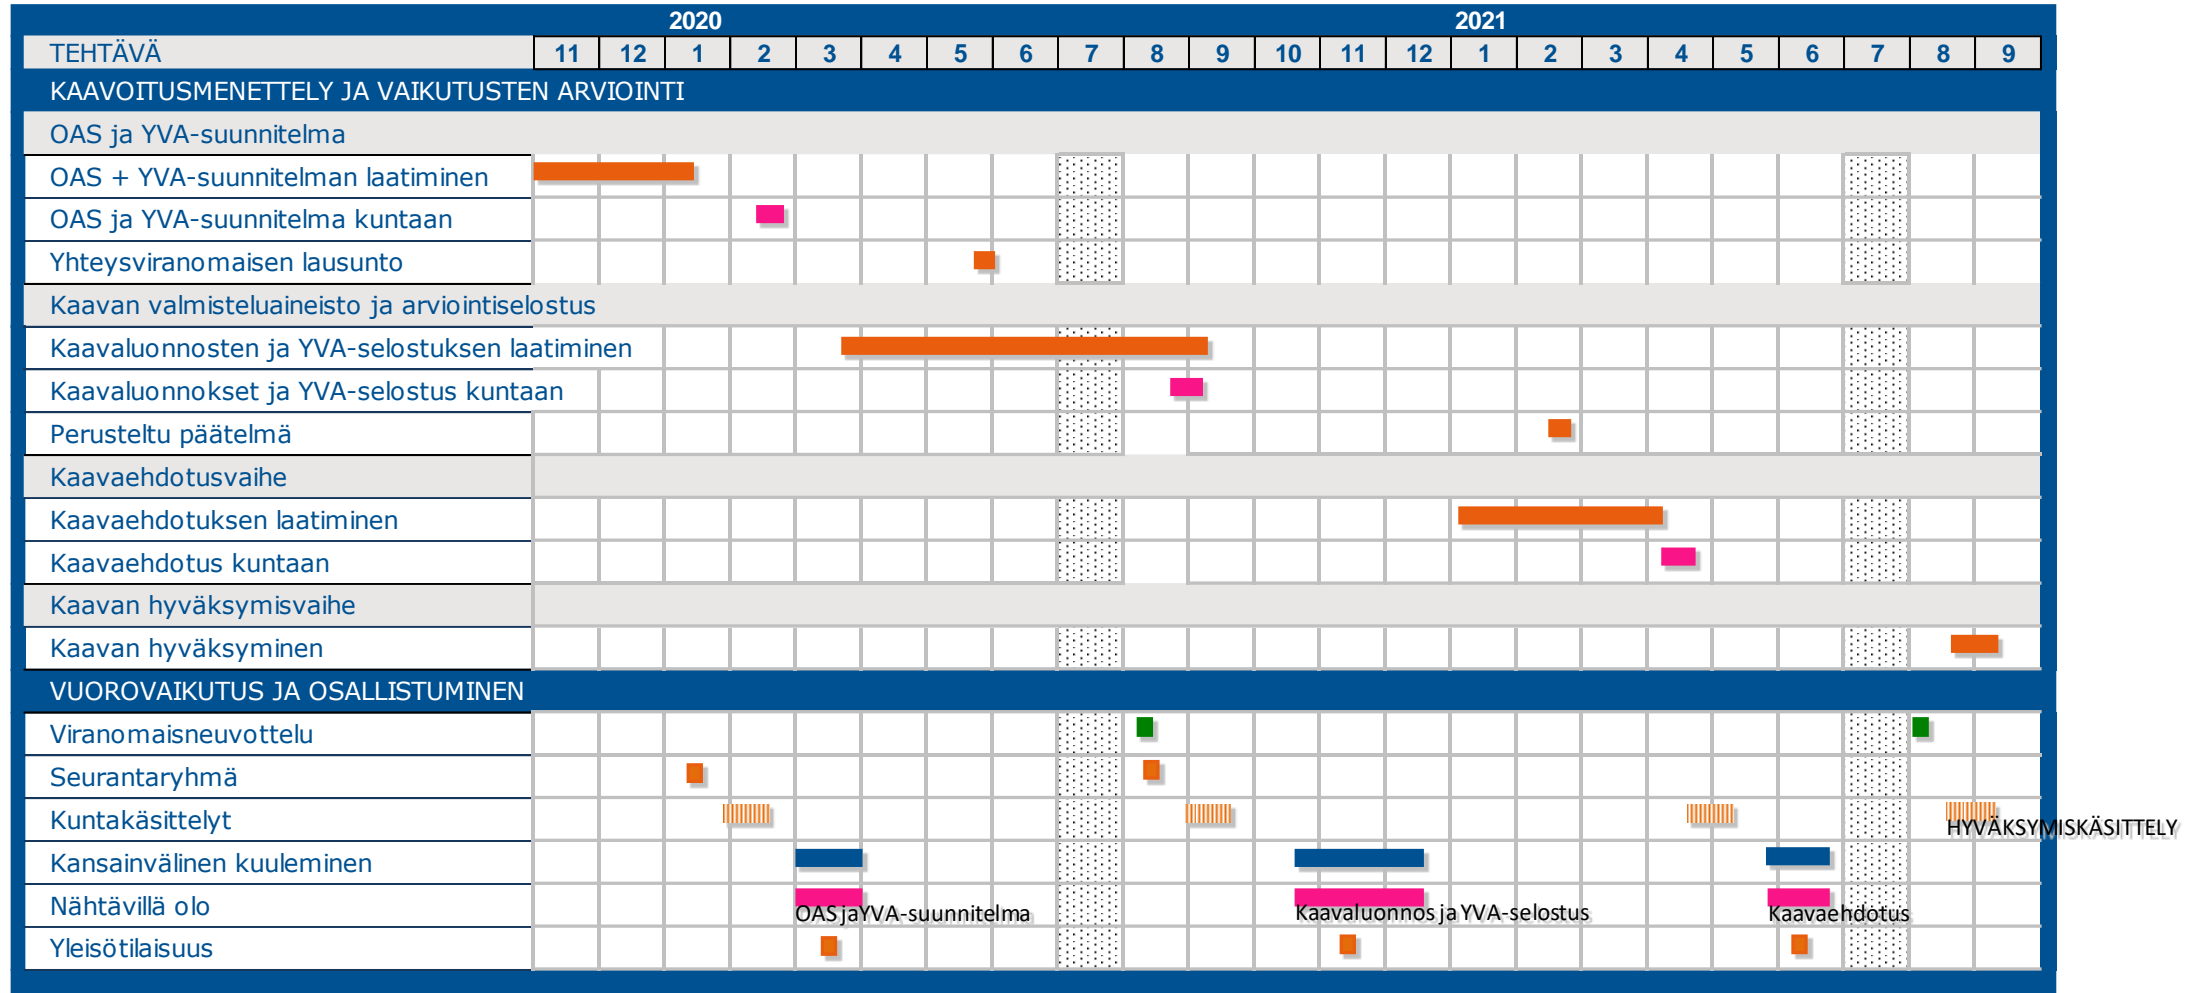 2020 2021
TEHTÄVÄ 11 12 1 2 3 4 5 6 7 8 9 10 11 12 1 2 3 4 5 6 7 8 9
KAAVOITUSMENETTELY JA VAIKUTUSTEN ARVIOINTI
OAS ja YVA-suunnitelma
OAS + YVA-suunnitelman laatiminen
OAS ja YVA-suunnitelma kuntaan
Yhteysviranomaisen lausunto
Kaavan valmisteluaineisto ja arviointiselostus
Kaavaluonnosten ja YVA-selostuksen laatiminen
Kaavaluonnokset ja YVA-selostus kuntaan
Perusteltu päätelmä
Kaavaehdotusvaihe
Kaavaehdotuksen laatiminen
Kaavaehdotus kuntaan
Kaavan hyväksymisvaihe
Kaavan hyväksyminen
VUOROVAIKUTUS JA OSALLISTUMINEN
Viranomaisneuvottelu
Seurantaryhmä
Kuntakäsittelyt
HYVÄKSYMISKÄSITTELY
Kansainvälinen kuuleminen
Nähtävillä olo
OAS jaYVA-suunnitelma Kaavaluonnos ja YVA-selostus Kaavaehdotus
Yleisötilaisuus